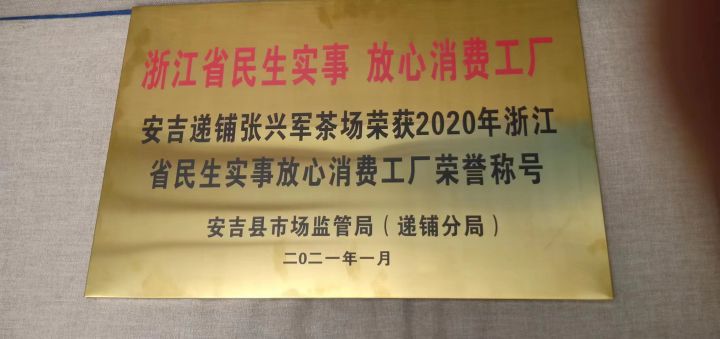 浙江省民生实事 放心消费工厂
安吉递铺张兴军茶场荣获2020年浙江
省民生实事放心消费工厂荣誉称号
安吉县市场监管局（递铺分局）
二〇二一年一月